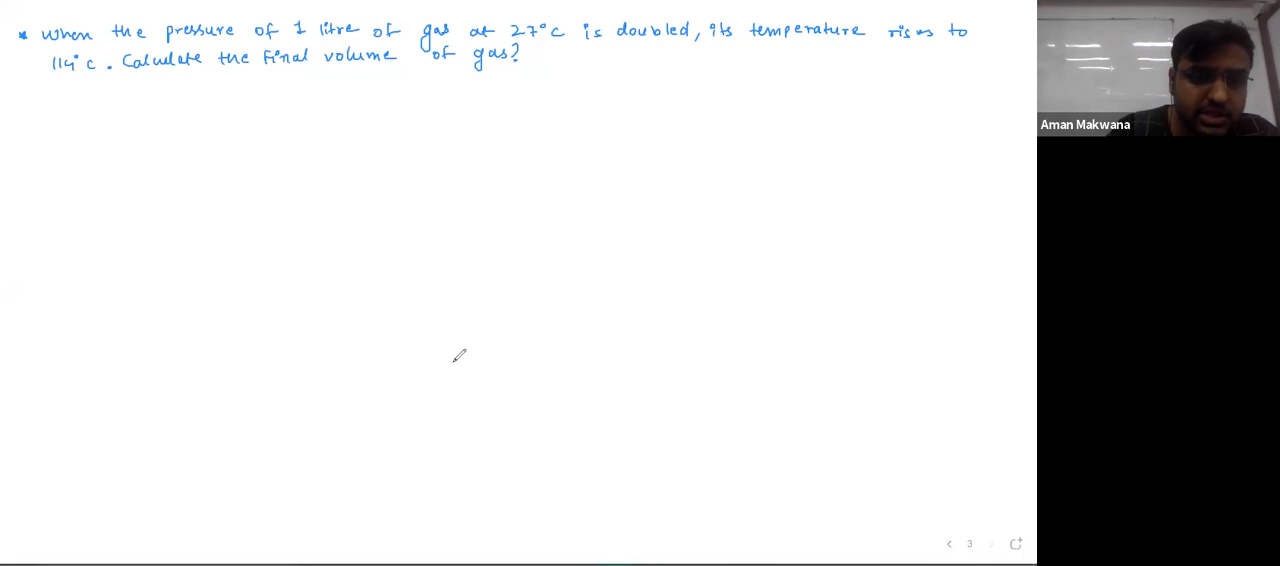 * When the pressure of 1 litre of gas at 27°c is doubled, its temperature rises to
114°c. Calculate the final volume of gas?
Aman Makwana
3